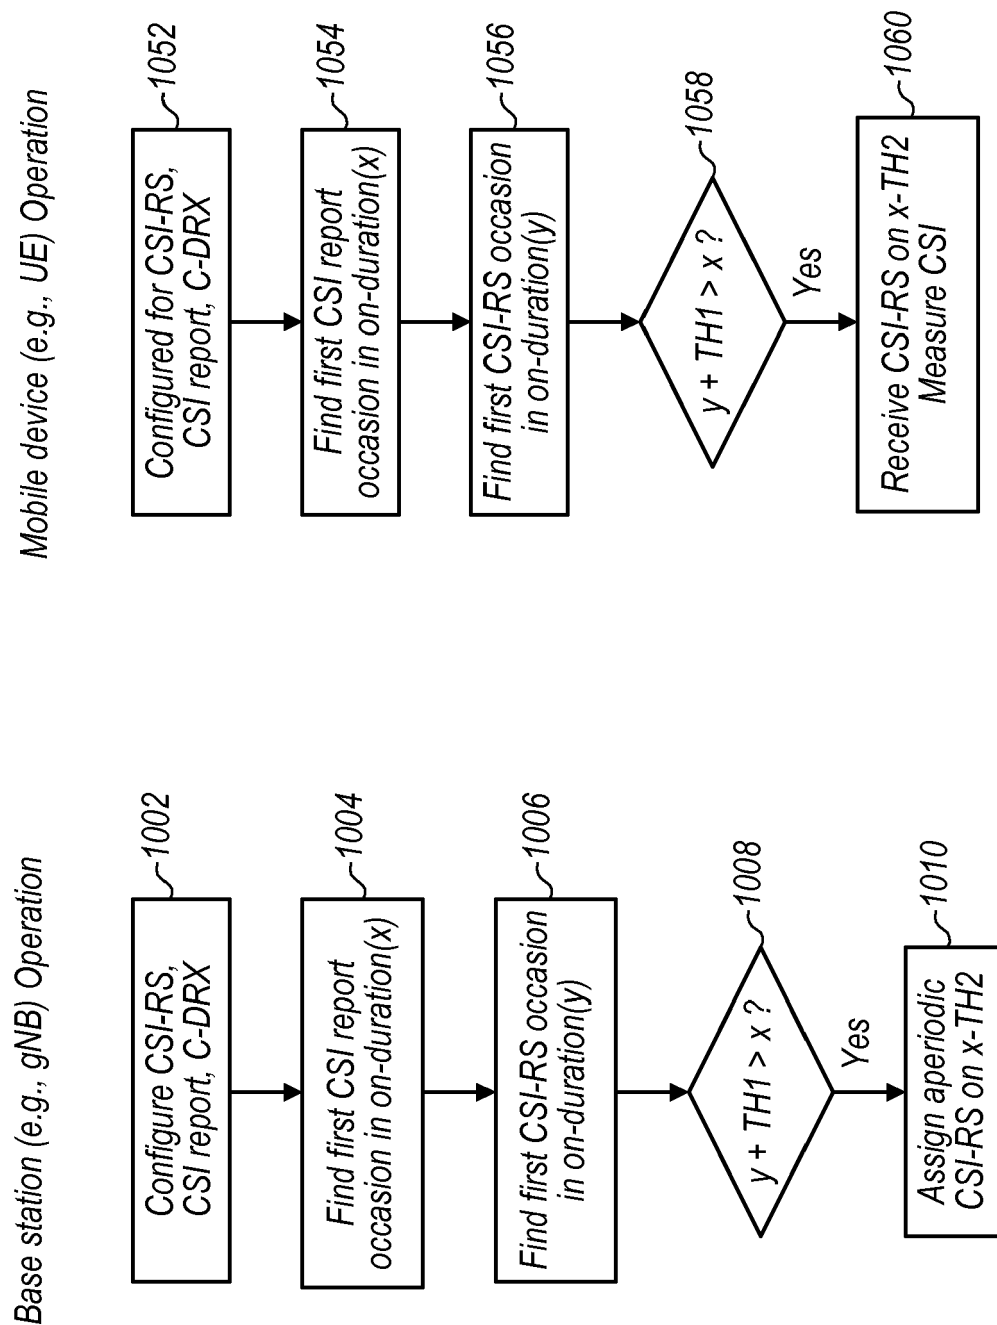 Base station (e.g., gNB) Operation
Configure CSI-RS,
CSI report, C-DRX
1002
Find first CSI report
occasion in on-duration(x)
1004
Find first CSI-RS occasion
in on-duration(y)
1006
y + TH1 > x ?
1008
Yes
Assign aperiodic
CSI-RS on x-TH2
1010
Mobile device (e.g., UE) Operation
Configured for CSI-RS,
CSI report, C-DRX
1052
Find first CSI report
occasion in on-duration(x)
1054
Find first CSI-RS occasion
in on-duration(y)
1056
y + TH1 > x ?
1058
Yes
Receive CSI-RS on x-TH2
Measure CSI
1060